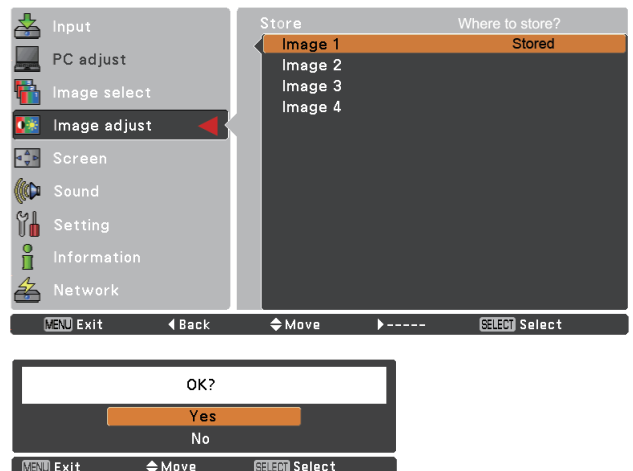 Input
PC adjust
Image select
Image adjust
Screen
Sound
Setting
Information
Network
Store Where to store?
Image 1 Stored
Image 2
Image 3
Image 4
MENU Exit Back Move ----- SELECT Select
OK?
Yes
No
MENU Exit Move SELECT Select